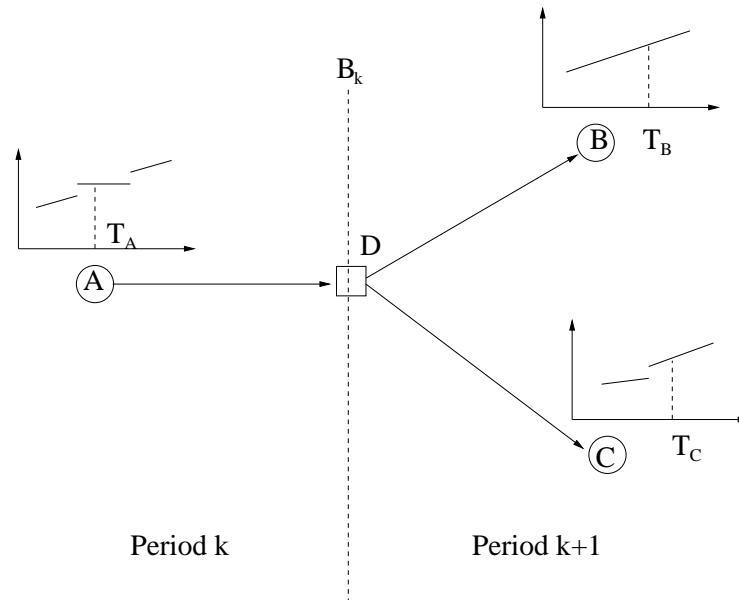 B_k
T_B
B
T_A
D
A
T_C
C
Period k
Period k+1